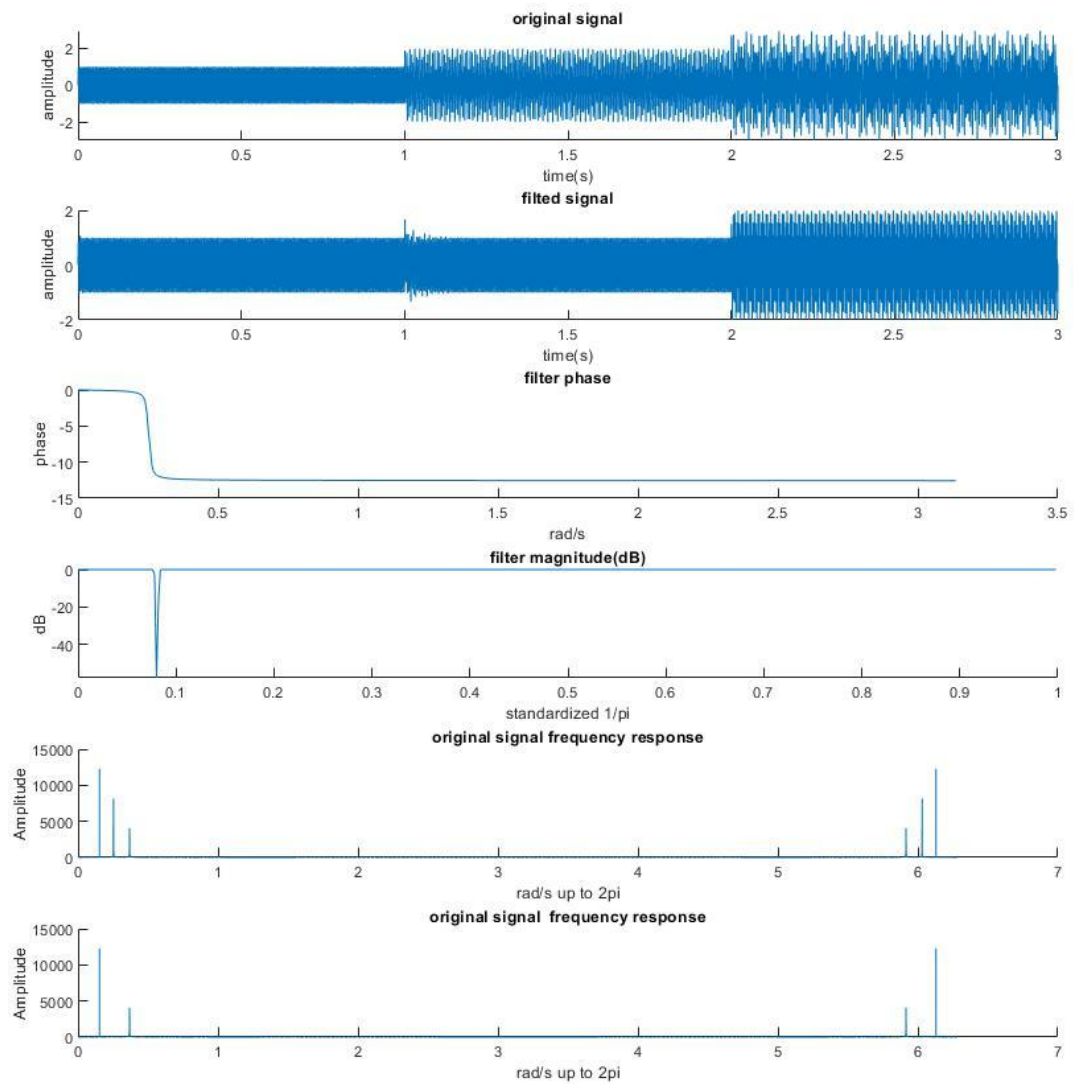 original signal
2
0
-2
amplitude
0 0.5 1 1.5 2 2.5 3
time(s)
filted signal
2
0
-2
amplitude
0 0.5 1 1.5 2 2.5 3
time(s)
filter phase
0
-5
-10
-15
phase
0 0.5 1 1.5 2 2.5 3 3.5
rad/s
filter magnitude(dB)
0
-20
-40
dB
0 0.1 0.2 0.3 0.4 0.5 0.6 0.7 0.8 0.9 1
standardized 1/pi
original signal frequency response
15000
10000
5000
0
Amplitude
0 1 2 3 4 5 6 7
rad/s up to 2pi
original signal  frequency response
15000
10000
5000
0
Amplitude
0 1 2 3 4 5 6 7
rad/s up to 2pi